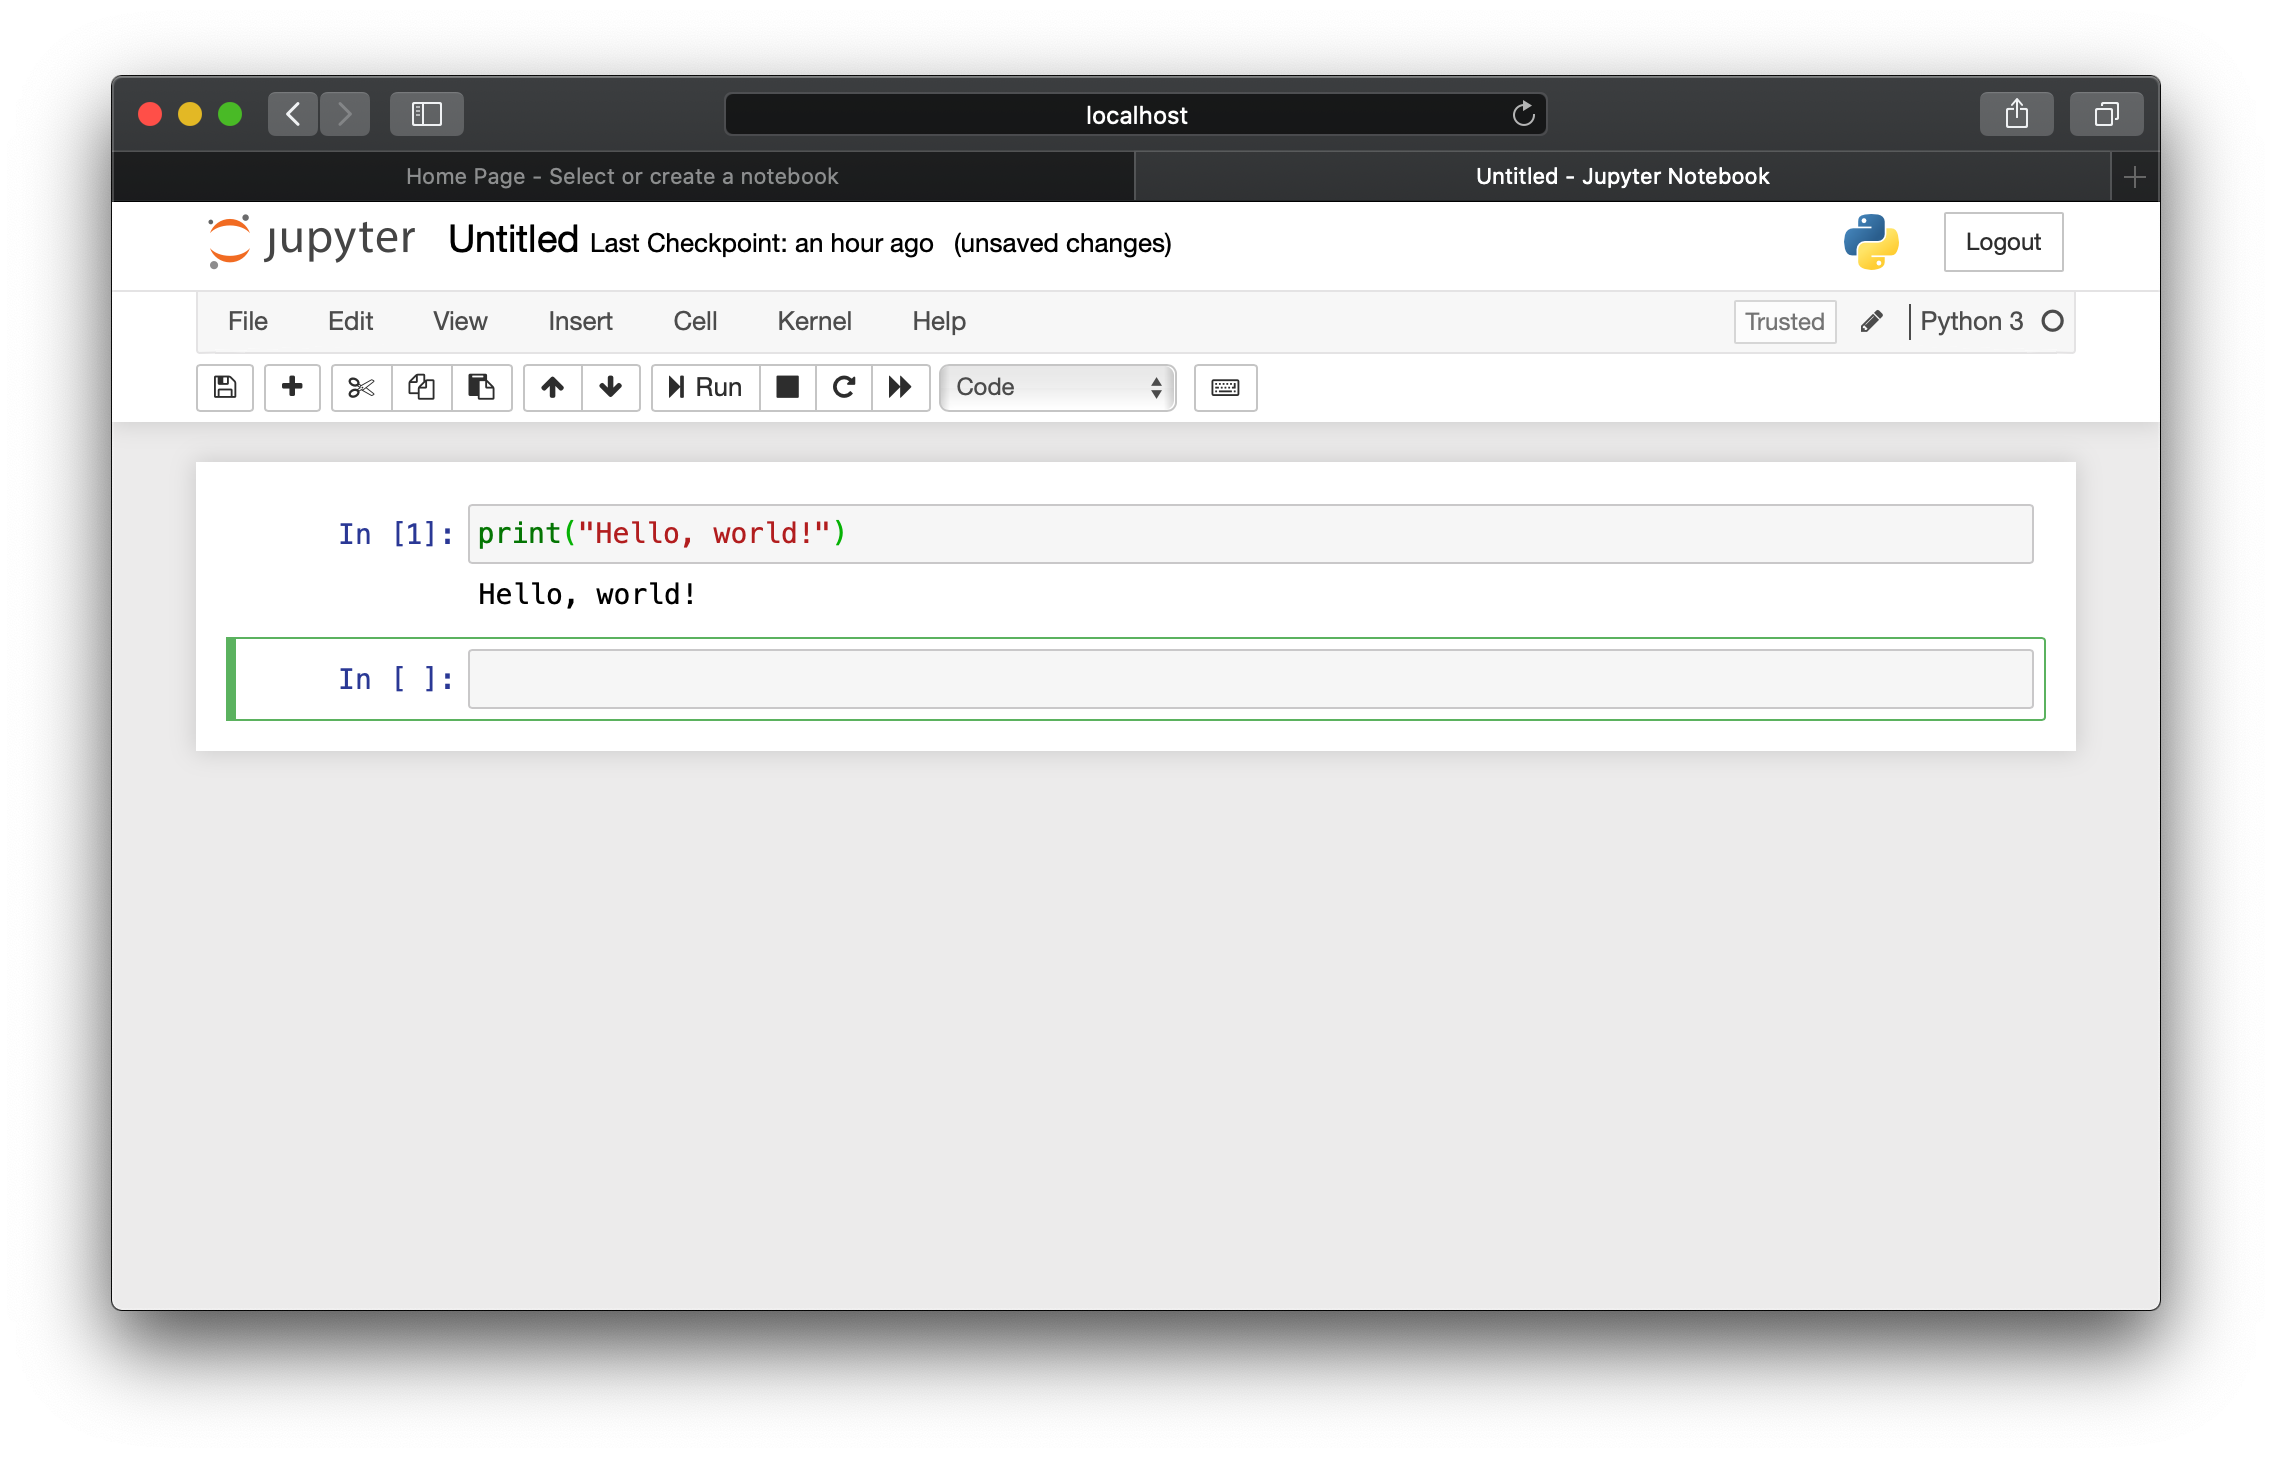 localhost
Home Page - Select or create a notebook Untitled - Jupyter Notebook
jupyter Untitled Last Checkpoint: an hour ago (unsaved changes) Logout
File Edit View Insert Cell Kernel Help Trusted Python 3
Run Code
In [1]: print("Hello, world!")
Hello, world!
In [ ]: